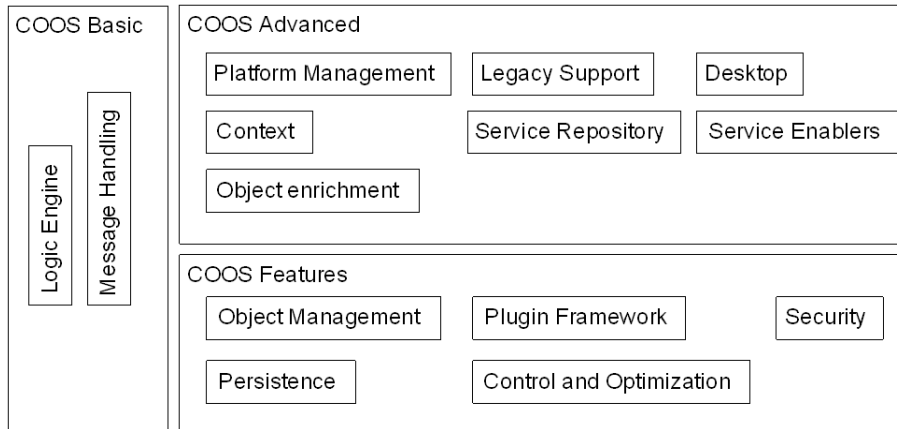 COOS Basic
Logic Engine
Message Handling
COOS Advanced
Platform Management
Legacy Support
Desktop
Context
Service Repository
Service Enablers
Object enrichment
COOS Features
Object Management
Plugin Framework
Security
Persistence
Control and Optimization